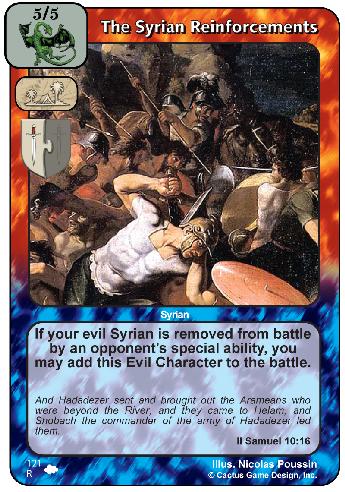 5/5
The Syrian Reinforcements
Syrian
If your evil Syrian is removed from battle
by an opponent's special ability, you
may add this Evil Character to the battle.
And Hadadezer sent and brought out the Arameans who
were beyond the River, and they came to Helam, and
Shobach the commander of the army of Hadadezer led
them.
II Samuel 10:16
121
R
Illus. Nicolas Poussin
© Cactus Game Design, Inc.